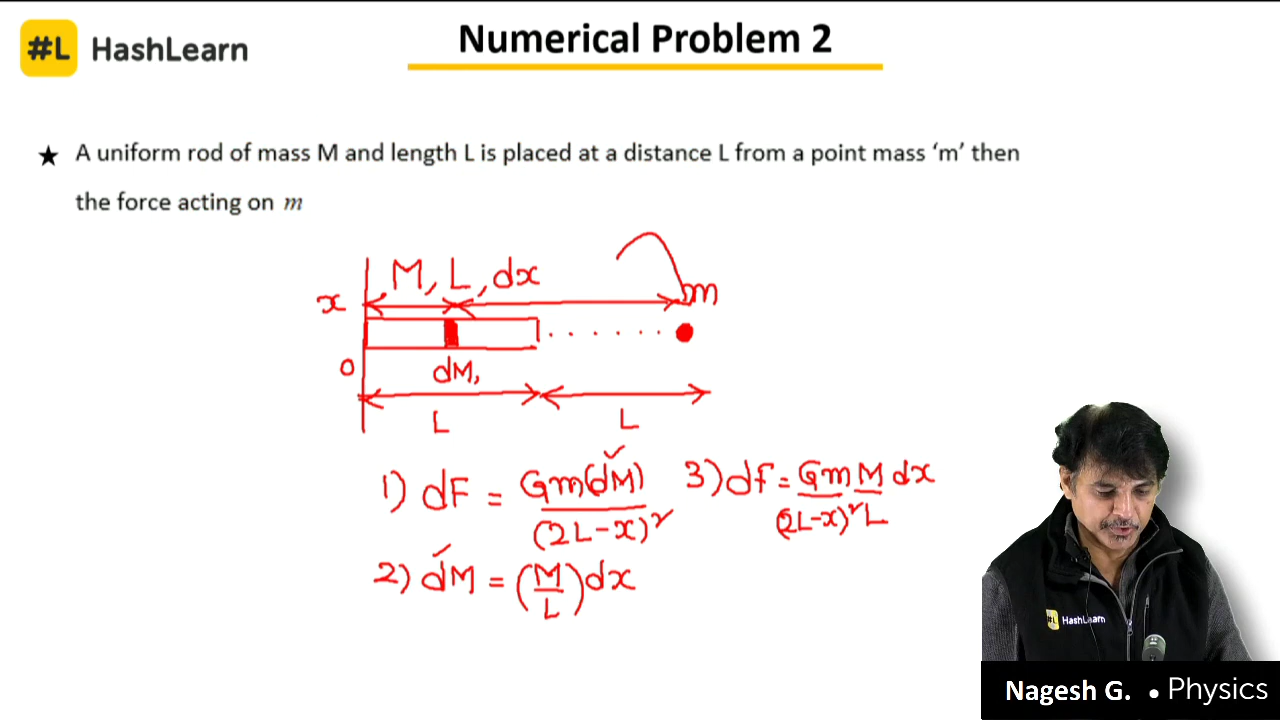 #L HashLearn
Numerical Problem 2
★ A uniform rod of mass M and length L is placed at a distance L from a point mass ‘m’ then
the force acting on m
M, L, dx
x
m
0
dM,
L
L
1) dF = Gm(dM) / (2L-x)²
3) df = Gm M dx / (2L-x)² L
2) dM = (M/L) dx
#L HashLearn
Nagesh G. • Physics